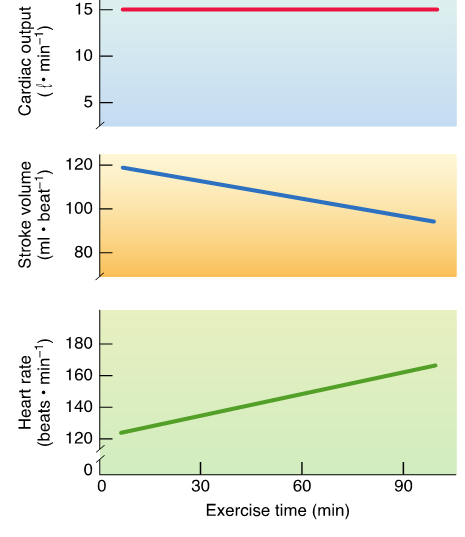 Cardiac output
(ℓ • min⁻¹)
15
10
5
Stroke volume
(ml • beat⁻¹)
120
100
80
Heart rate
(beats • min⁻¹)
180
160
140
120
0
0 30 60 90
Exercise time (min)